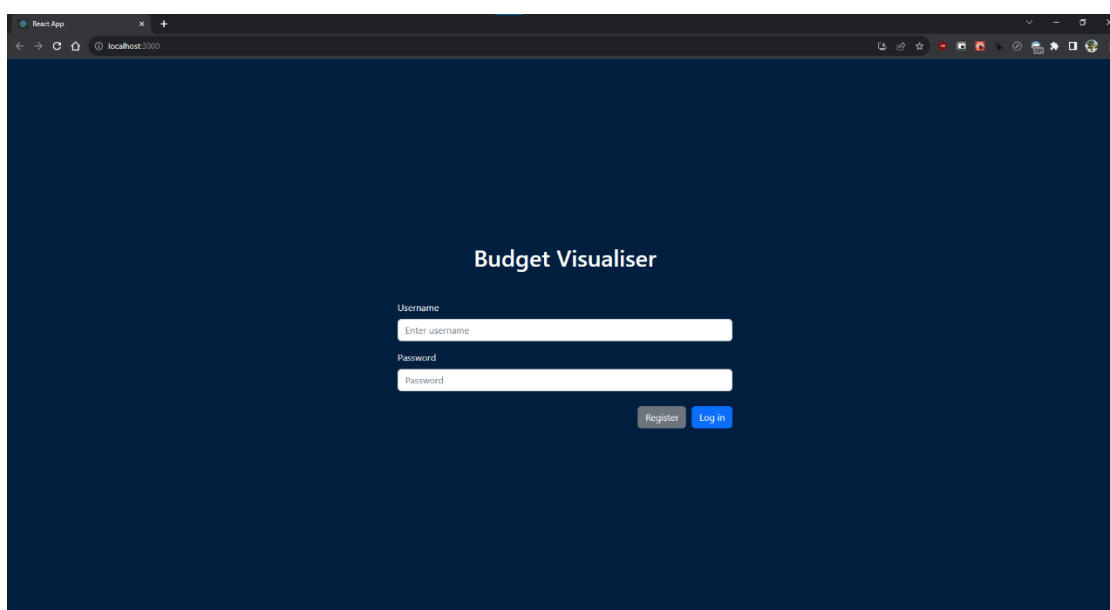 React App
localhost:3000
Budget Visualiser
Username
Enter username
Password
Password
Register Log in